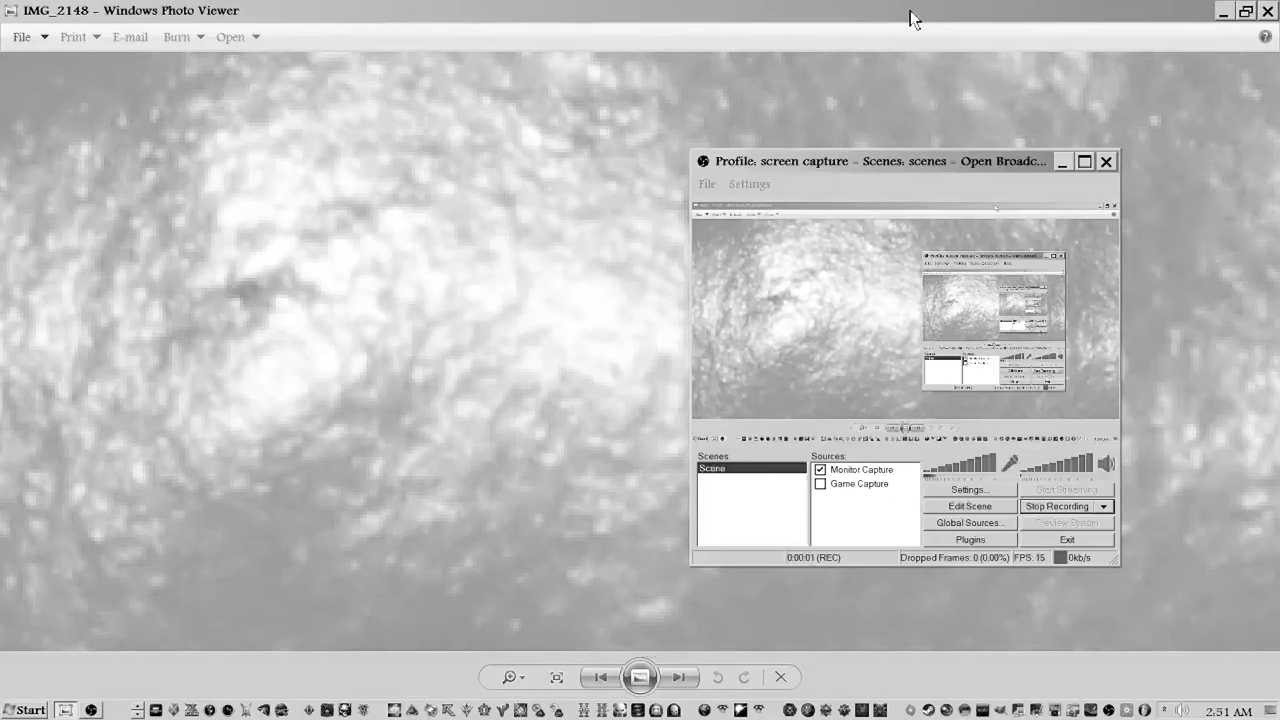 IMG_2148 - Windows Photo Viewer
File Print E-mail Burn Open
Profile: screen capture - Scenes: scenes - Open Broadc...
File Settings
Scenes: Sources:
Scene
Monitor Capture
Game Capture
Settings... Start Streaming
Edit Scene Stop Recording
Global Sources... Preview Stream
Plugins Exit
0:00:01 (REC) Dropped Frames: 0 (0.00%) FPS: 15 0kb/s
Start 2:51 AM